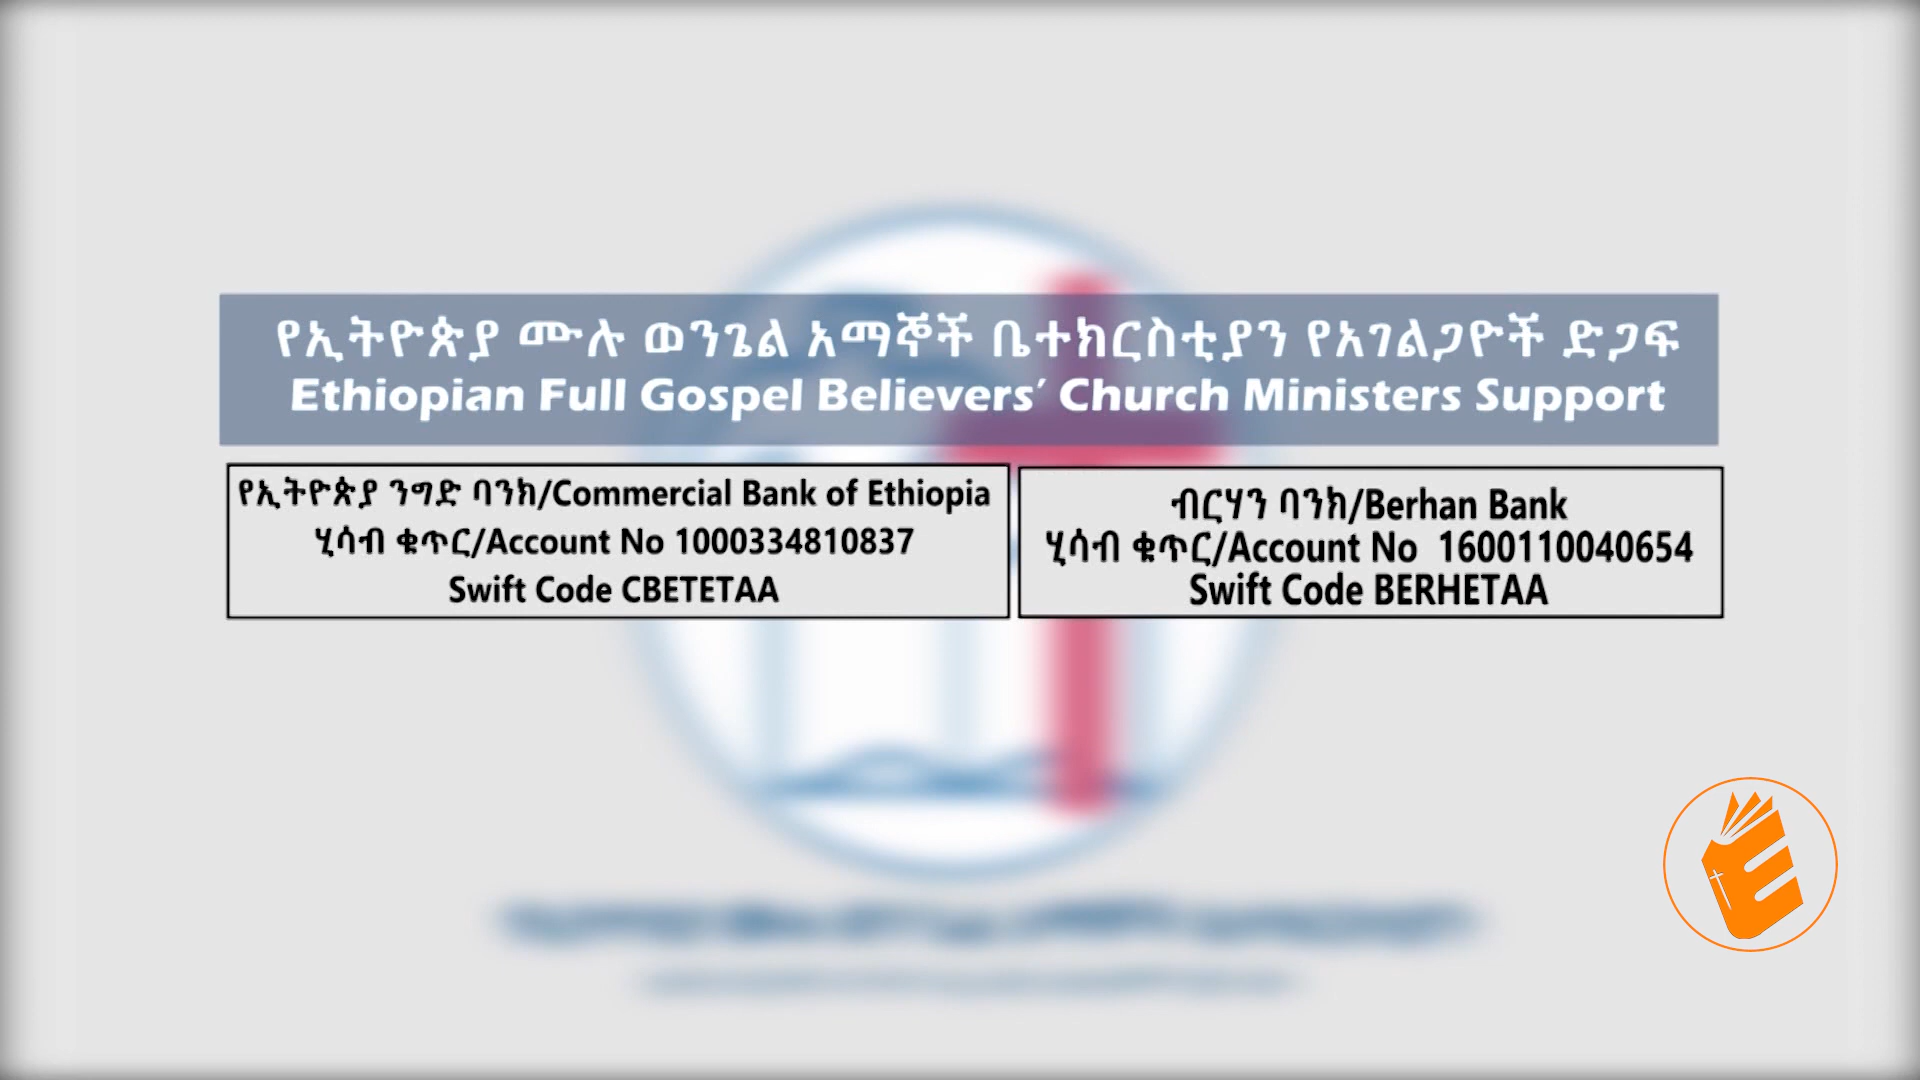 የኢትዮጵያ ሙሉ ወንጌል አማኞች ቤተክርስቲያን የአገልጋዮች ድጋፍ
Ethiopian Full Gospel Believers' Church Ministers Support
የኢትዮጵያ ንግድ ባንክ/Commercial Bank of Ethiopia
ሂሳብ ቁጥር/Account No 1000334810837
Swift Code CBETETAA
ብርሃን ባንክ/Berhan Bank
ሂሳብ ቁጥር/Account No 1600110040654
Swift Code BERHETAA